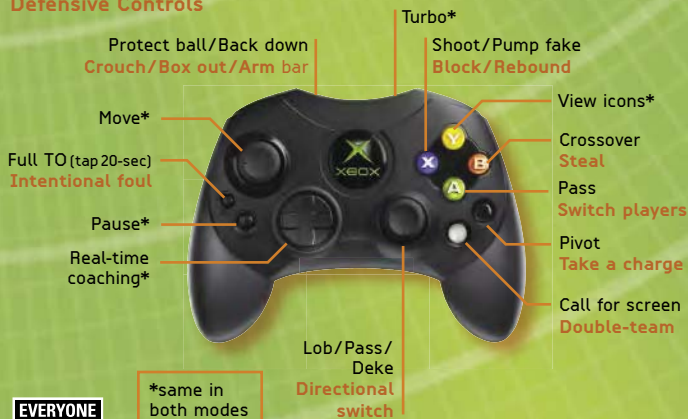 Defensive Controls
Turbo*
Protect ball/Back down
Crouch/Box out/Arm bar
Shoot/Pump fake
Block/Rebound
Move*
View icons*
Full TO (tap 20-sec)
Intentional foul
Crossover
Steal
Pass
Switch players
Pause*
Pivot
Take a charge
Real-time
coaching*
Call for screen
Double-team
Lob/Pass/
Deke
Directional
switch
*same in
both modes
EVERYONE
XBOX
Y
X
B
A